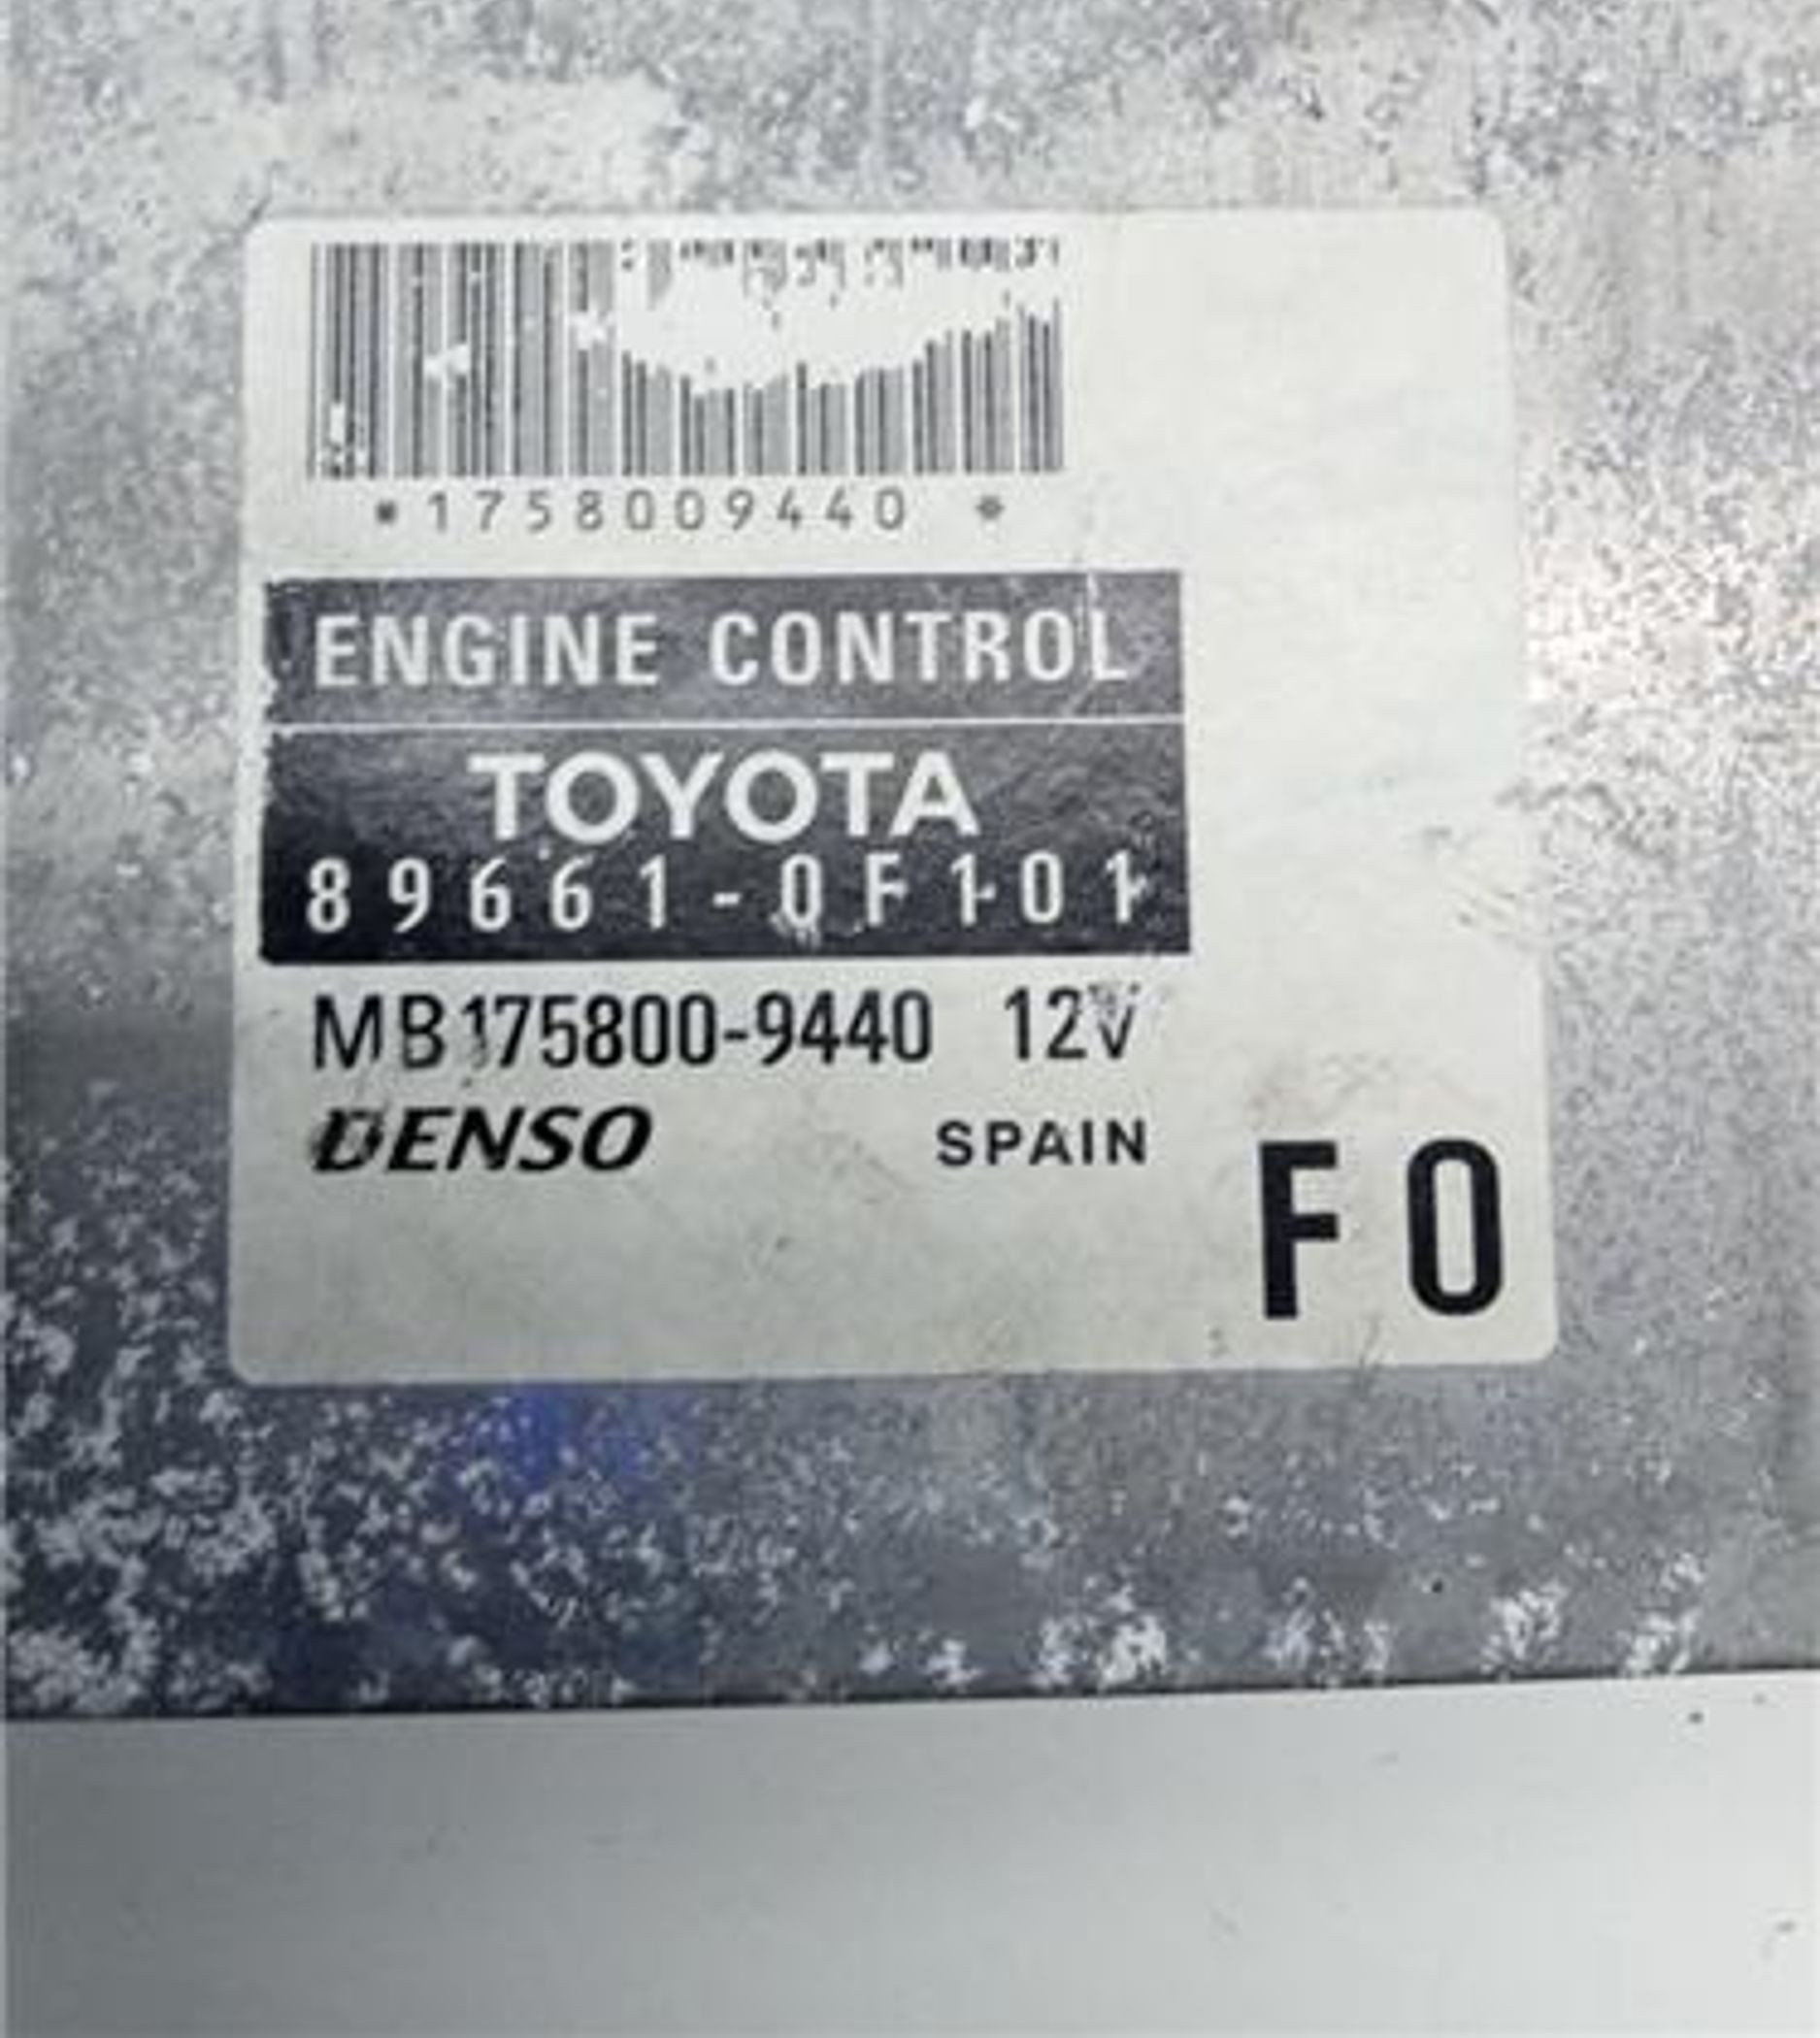 *1758009440 *
ENGINE CONTROL
TOYOTA
89661-0F101
MB175800-9440 12V
DENSO SPAIN
F0